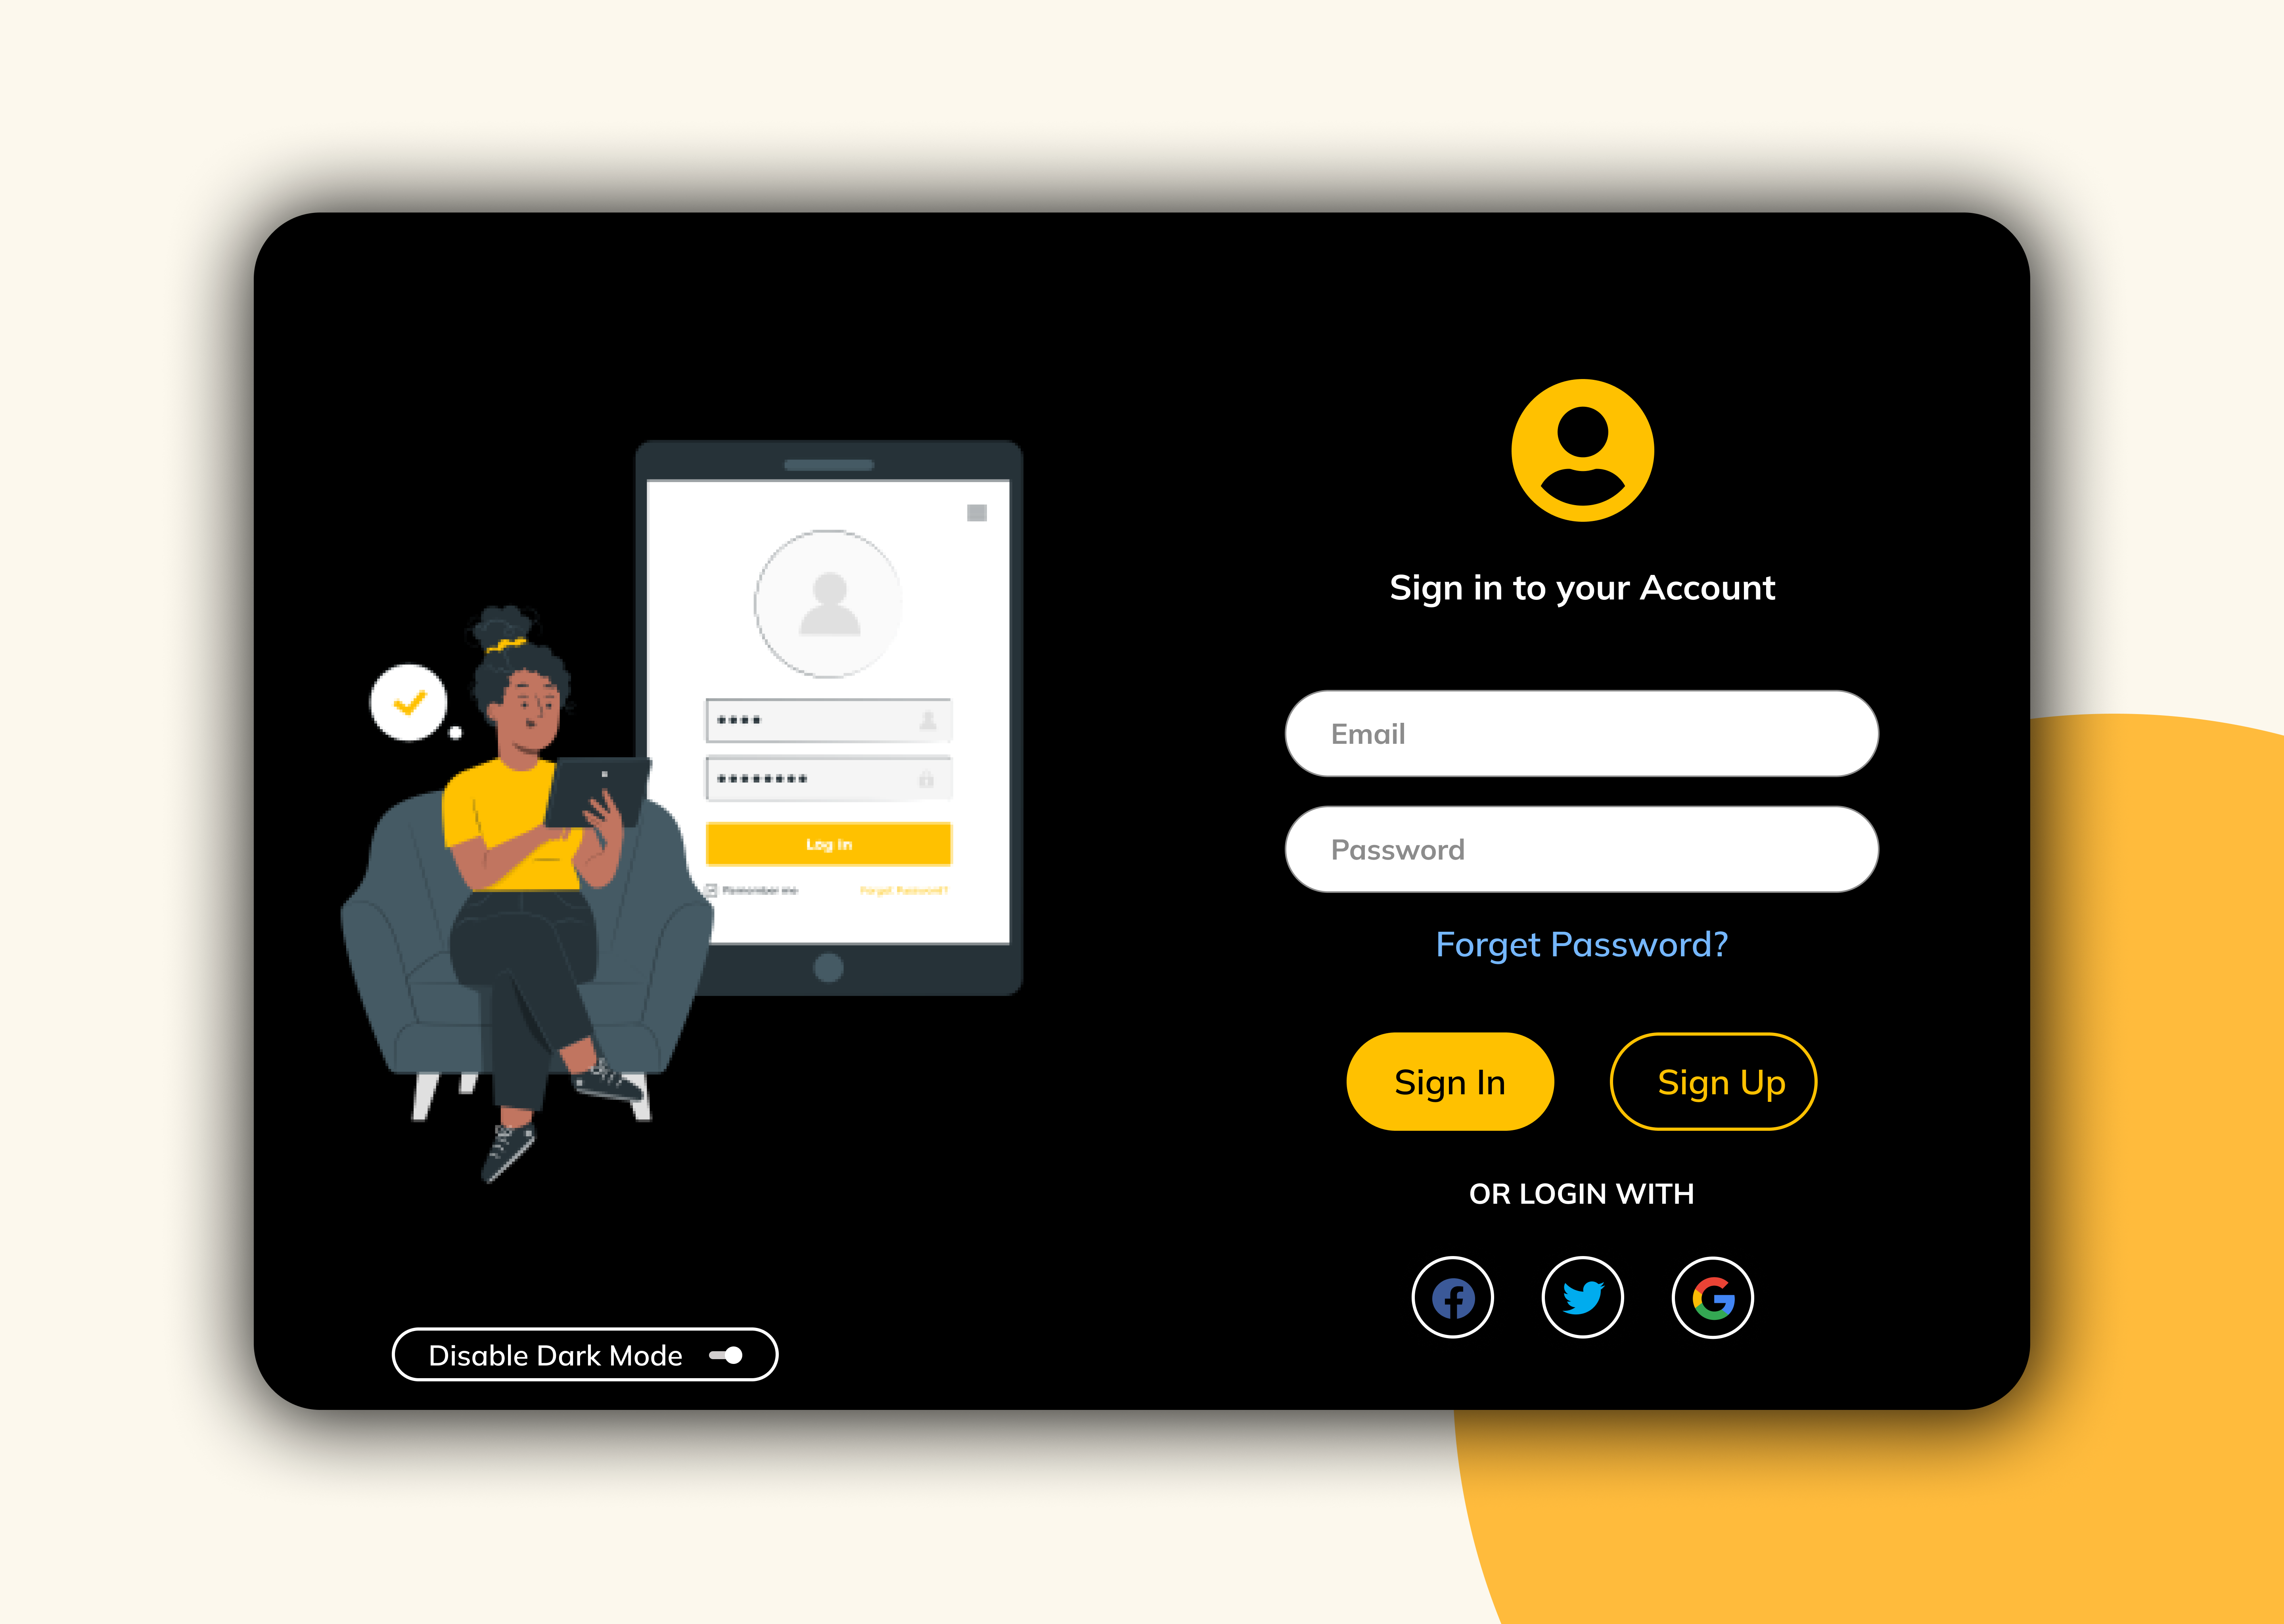 Sign in to your Account
Email
Password
Forget Password?
Sign In
Sign Up
OR LOGIN WITH
Log in
Remember me
Forgot Password?
Disable Dark Mode